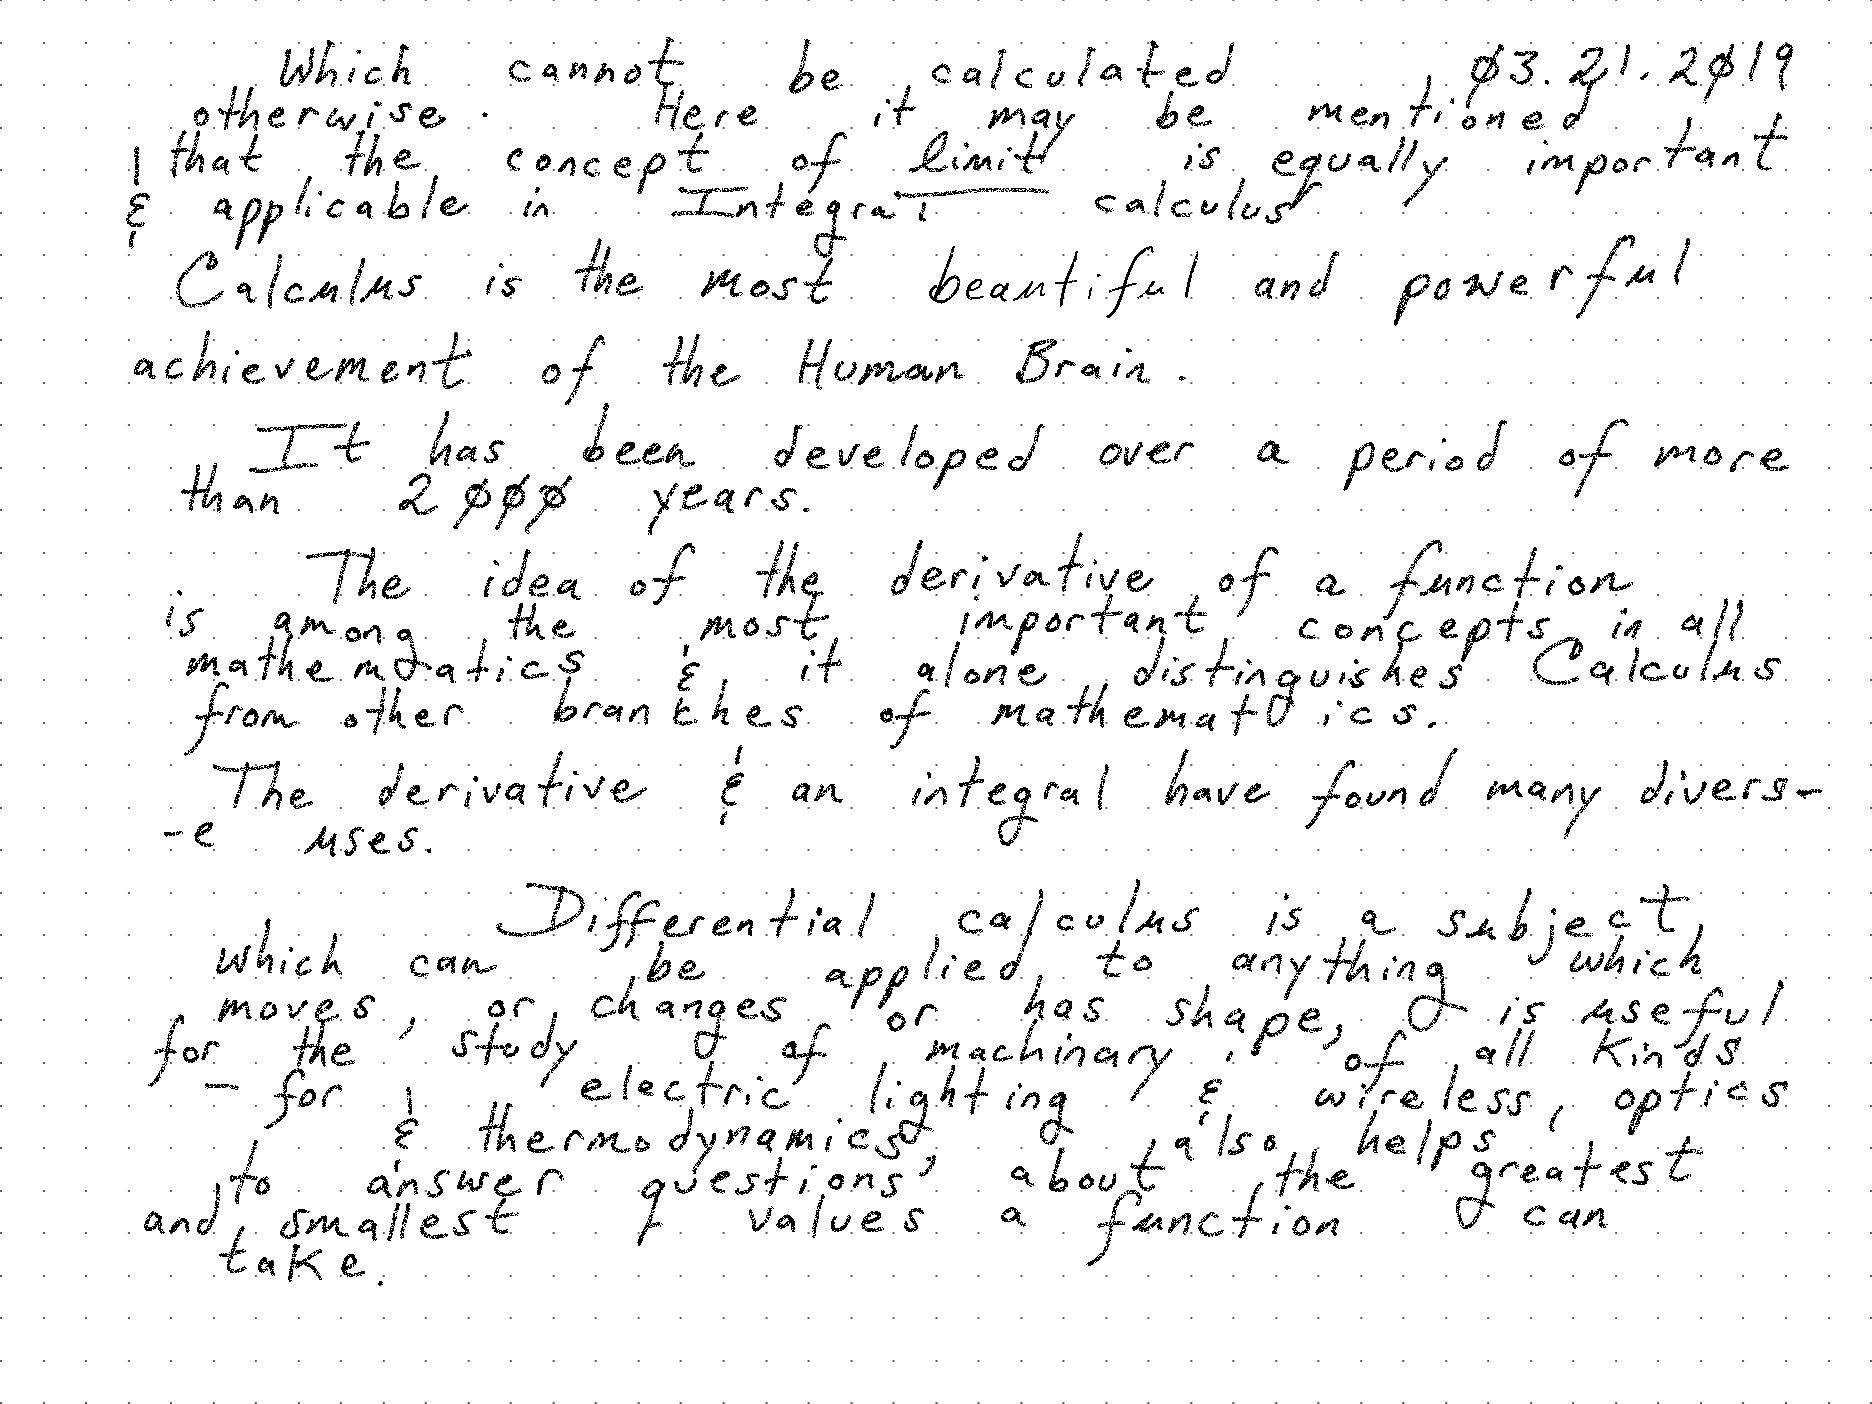 Which cannot be calculated 03.21.2019
otherwise. Here it may be mentioned
that the concept of limit is equally important
& applicable in Integral calculus
Calculus is the most beautiful and powerful
achievement of the Human Brain.
It has been developed over a period of more
than 2000 years.
The idea of the derivative of a function
is among the most important concepts in all
mathematics & it alone distinguishes Calculus
from other branches of mathematics.
The derivative & an integral have found many divers-
-e uses.
Differential calculus is a subject
which can be applied to anything which
moves, or changes or has shape, is useful
for the study of machinary of all kinds
- for electric lighting & wireless, optics
& thermodynamics, also helps
to answer questions about the greatest
and smallest values a function can
take.